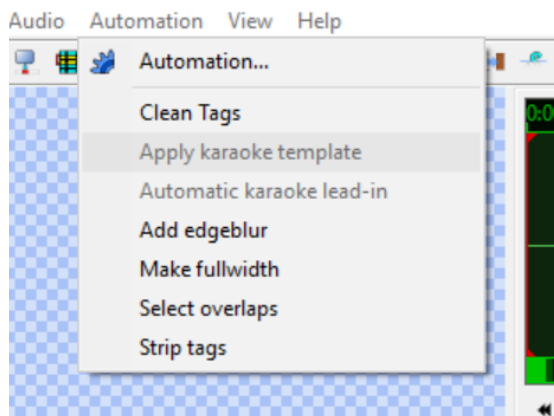 Audio Automation View Help
Automation...
Clean Tags
Apply karaoke template
Automatic karaoke lead-in
Add edgeblur
Make fullwidth
Select overlaps
Strip tags